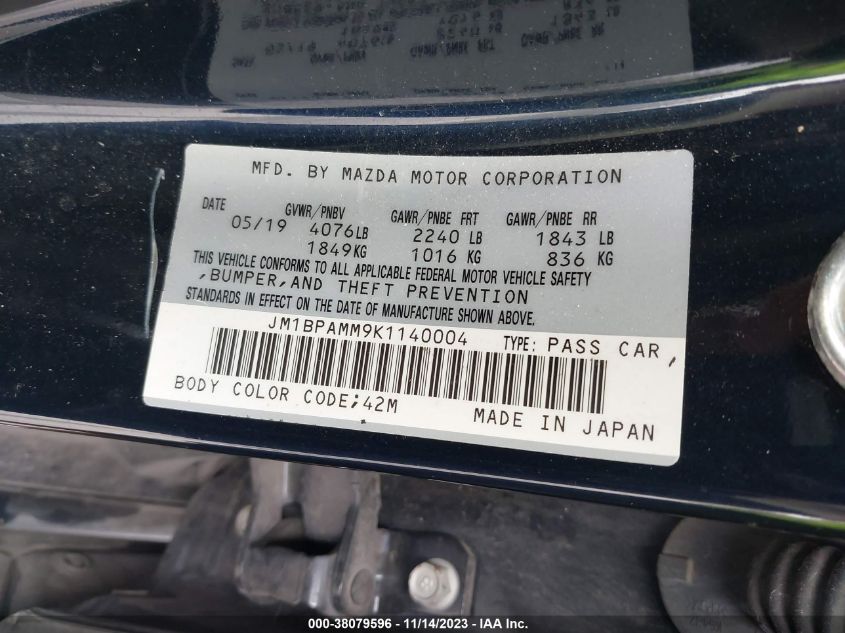 MFD. BY MAZDA MOTOR CORPORATION
DATE GVWR/PNBV GAWR/PNBE FRT GAWR/PNBE RR
05/19 4076LB 2240 LB 1843 LB
1849KG 1016 KG 836 KG
THIS VEHICLE CONFORMS TO ALL APPLICABLE FEDERAL MOTOR VEHICLE SAFETY
,BUMPER,AND THEFT PREVENTION
STANDARDS IN EFFECT ON THE DATE OF MANUFACTURE SHOWN ABOVE.
JM1BPAMM9K1140004 TYPE: PASS CAR,
BODY COLOR CODE;42M
MADE IN JAPAN
000-38079596 - 11/14/2023 - IAA Inc.